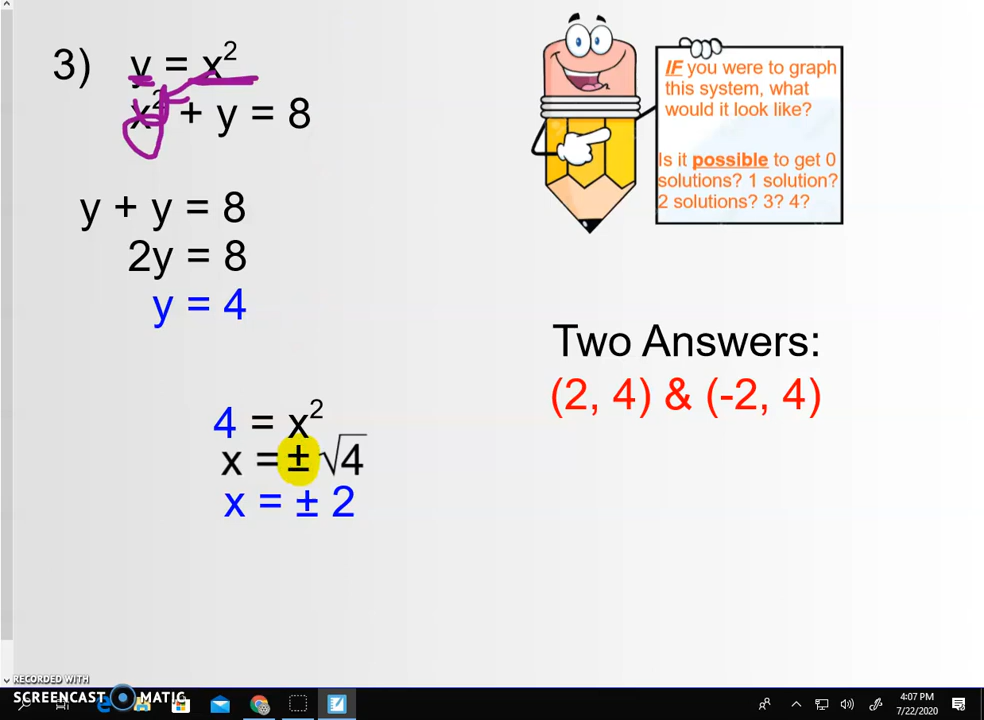 3) y = x²
x² + y = 8
y + y = 8
2y = 8
y = 4
4 = x²
x = ± √4
x = ± 2
IF you were to graph
this system, what
would it look like?
Is it possible to get 0
solutions? 1 solution?
2 solutions? 3? 4?
Two Answers:
(2, 4) & (-2, 4)
RECORDED WITH
SCREENCAST MATIC
4:07 PM
7/22/2020